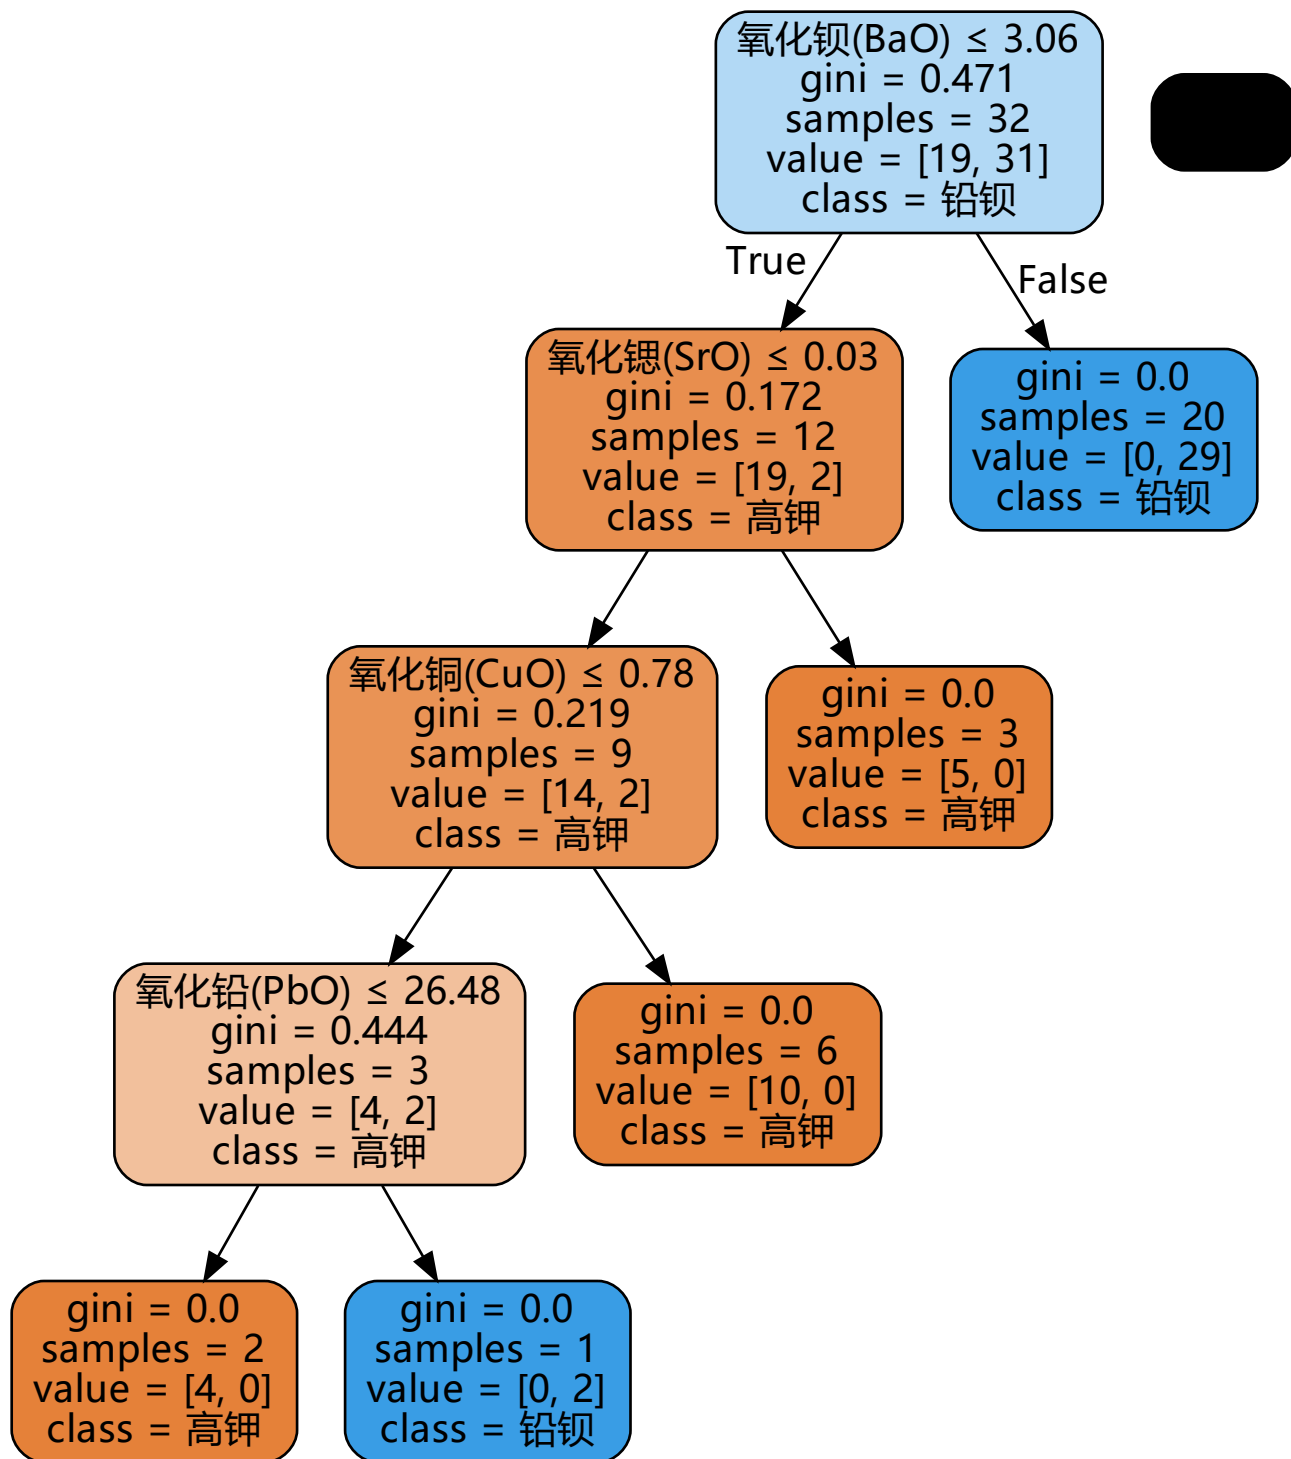 氧化钡(BaO) ≤ 3.06
gini = 0.471
samples = 32
value = [19, 31]
class = 铅钡
True
False
氧化锶(SrO) ≤ 0.03
gini = 0.172
samples = 12
value = [19, 2]
class = 高钾
gini = 0.0
samples = 20
value = [0, 29]
class = 铅钡
氧化铜(CuO) ≤ 0.78
gini = 0.219
samples = 9
value = [14, 2]
class = 高钾
gini = 0.0
samples = 3
value = [5, 0]
class = 高钾
氧化铅(PbO) ≤ 26.48
gini = 0.444
samples = 3
value = [4, 2]
class = 高钾
gini = 0.0
samples = 6
value = [10, 0]
class = 高钾
gini = 0.0
samples = 2
value = [4, 0]
class = 高钾
gini = 0.0
samples = 1
value = [0, 2]
class = 铅钡